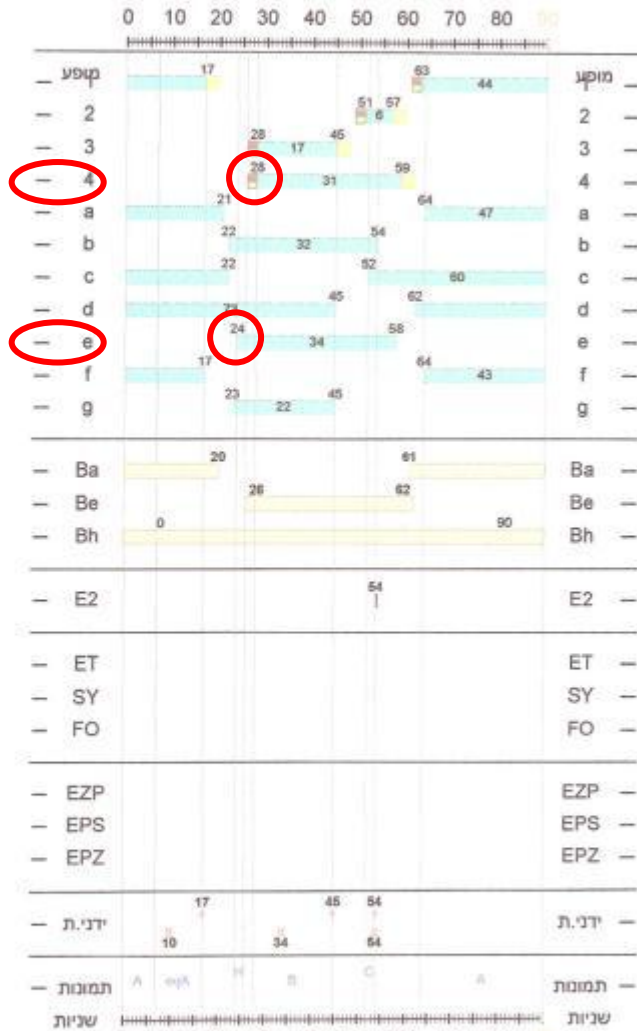 0 10 20 30 40 50 60 70 80 90
מופע 17 63 44 מופע
1 1
2 51 57 6 2
3 28 17 45 3
4 28 31 59 4
a 21 64 47 a
b 22 32 54 b
c 22 52 60 c
d 23 45 62 d
e 24 34 58 e
f 17 64 43 f
g 23 22 45 g
Ba 20 61 Ba
Be 26 62 Be
Bh 0 90 Bh
E2 54 E2
ET ET
SY SY
FO FO
EZP EZP
EPS EPS
EPZ EPZ
17 45 54
ידני.ת ידני.ת
10 34 54
תמונות A H B C A תמונות
שניות שניות